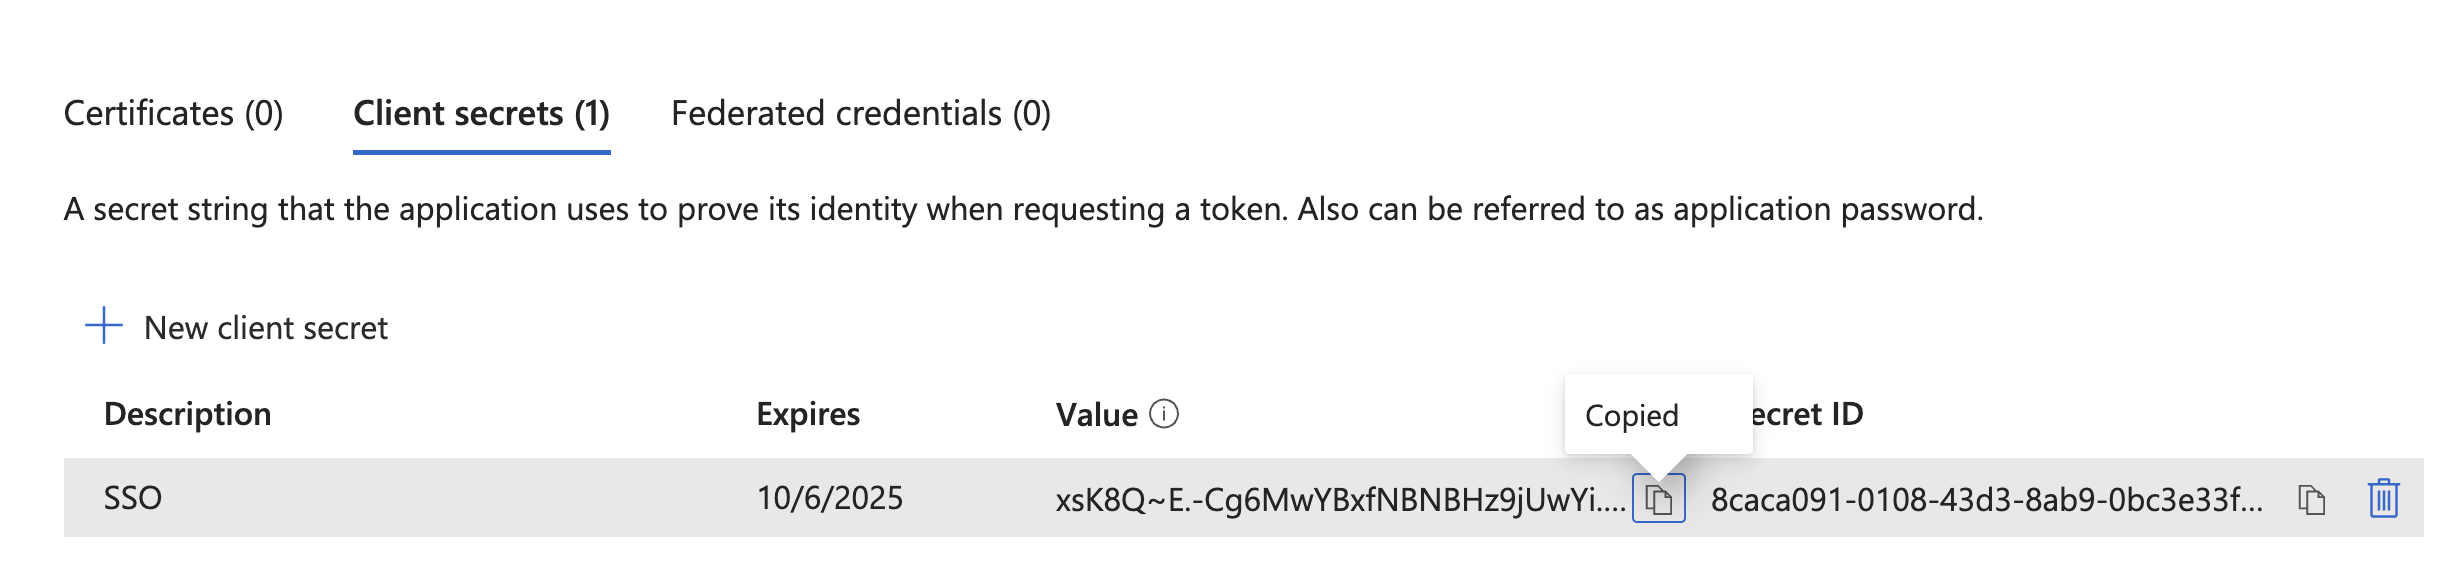 Certificates (0) Client secrets (1) Federated credentials (0)
A secret string that the application uses to prove its identity when requesting a token. Also can be referred to as application password.
New client secret
Description Expires Value Copied ecret ID
SSO 10/6/2025 xsK8Q~E.-Cg6MwYBxfNBNBHz9jUwYi.... 8caca091-0108-43d3-8ab9-0bc3e33f...